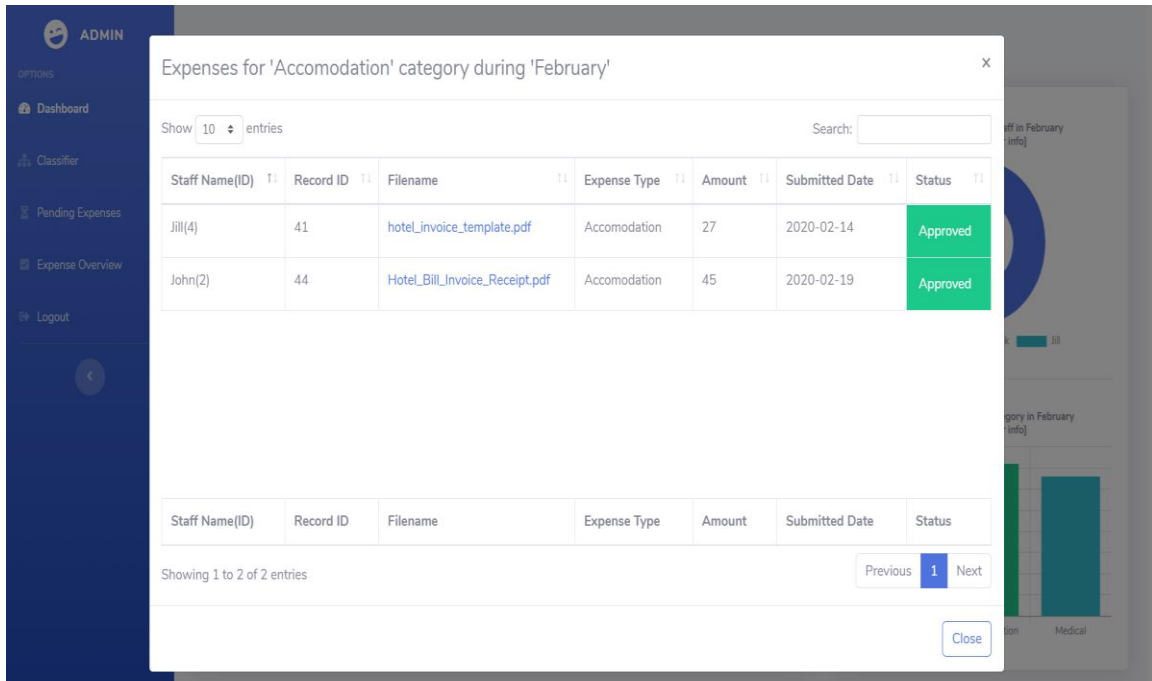 ADMIN
OPTIONS
Dashboard
Classifier
Pending Expenses
Expense Overview
Logout
Expenses for 'Accomodation' category during 'February'
x
Show 10 entries
Search:
Staff Name(ID) Record ID Filename Expense Type Amount Submitted Date Status
Jill(4) 41 hotel_invoice_template.pdf Accomodation 27 2020-02-14 Approved
John(2) 44 Hotel_Bill_Invoice_Receipt.pdf Accomodation 45 2020-02-19 Approved
Staff Name(ID) Record ID Filename Expense Type Amount Submitted Date Status
Showing 1 to 2 of 2 entries
Previous 1 Next
Close
in February
info]
Jill
in February
info]
Medical